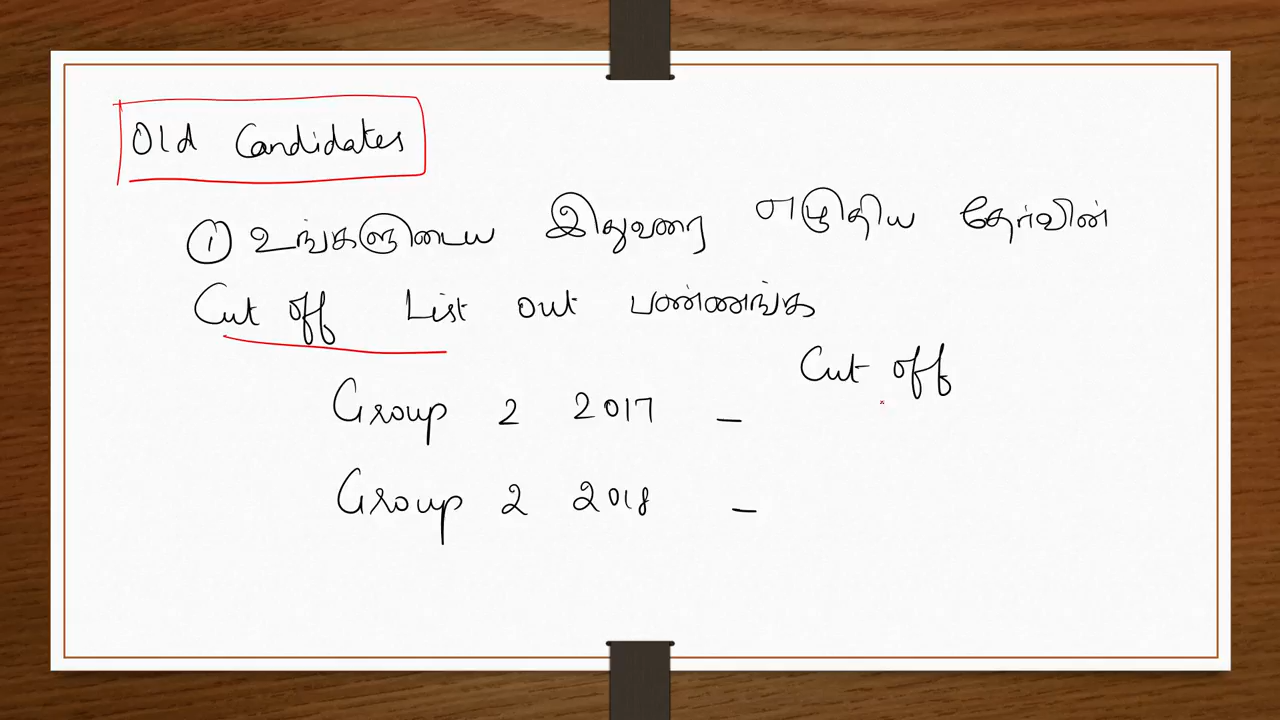 Old Candidates
① உங்களுடைய இதுவரை எழுதிய தேர்வின்
Cut off List out பண்ணுங்க
Cut off
Group 2 2017 –
Group 2 2018 –